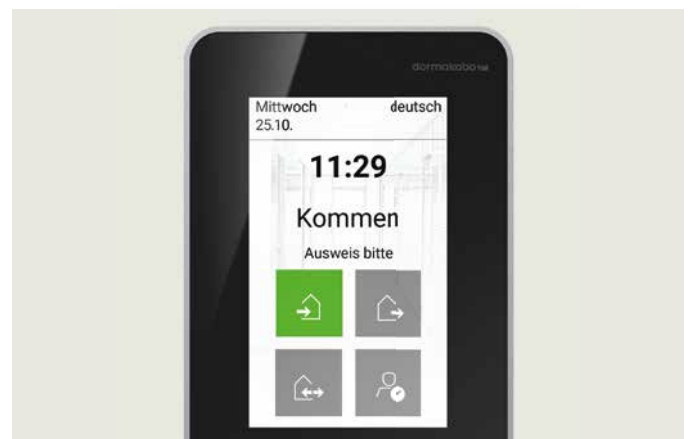 dormakaba
Mittwoch deutsch
25.10.
11:29
Kommen
Ausweis bitte